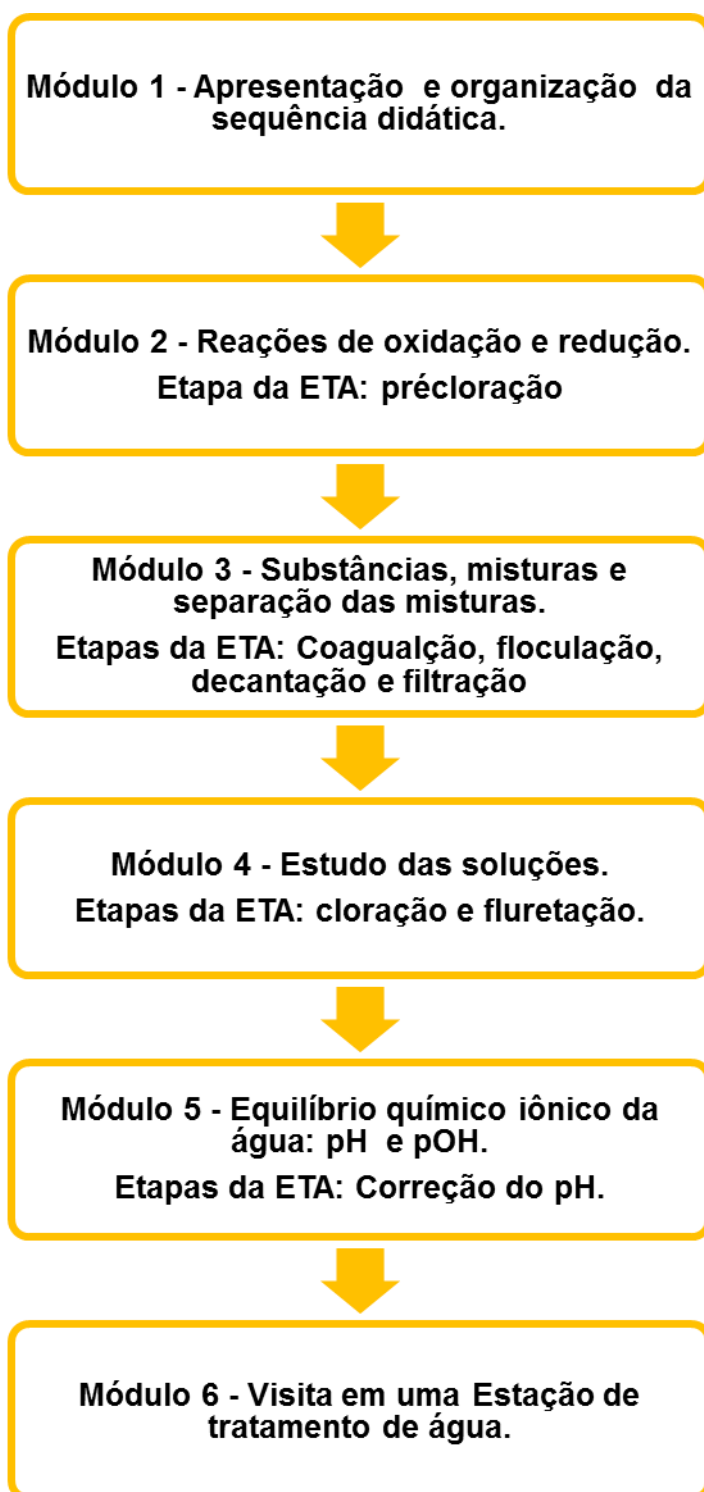 Módulo 1 - Apresentação e organização da
sequência didática.
Módulo 2 - Reações de oxidação e redução.
Etapa da ETA: précloração
Módulo 3 - Substâncias, misturas e
separação das misturas.
Etapas da ETA: Coagualção, floculação,
decantação e filtração
Módulo 4 - Estudo das soluções.
Etapas da ETA: cloração e fluretação.
Módulo 5 - Equilíbrio químico iônico da
água: pH e pOH.
Etapas da ETA: Correção do pH.
Módulo 6 - Visita em uma Estação de
tratamento de água.